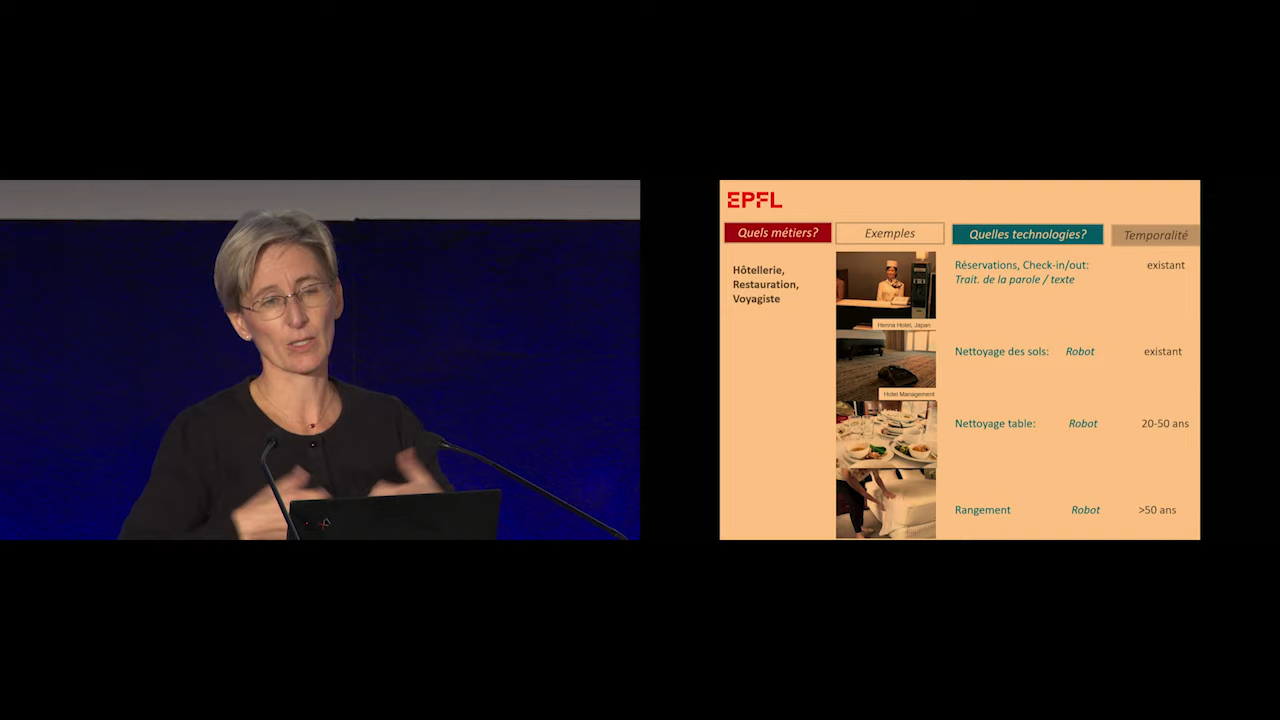 EPFL
Quels métiers?
Exemples
Quelles technologies?
Temporalité
Hôtellerie,
Restauration,
Voyagiste
Réservations, Check-in/out:
Trait. de la parole / texte
existant
Henna Hotel, Japan
Nettoyage des sols: Robot
existant
Hotel Management
Nettoyage table: Robot
20-50 ans
Rangement Robot
>50 ans